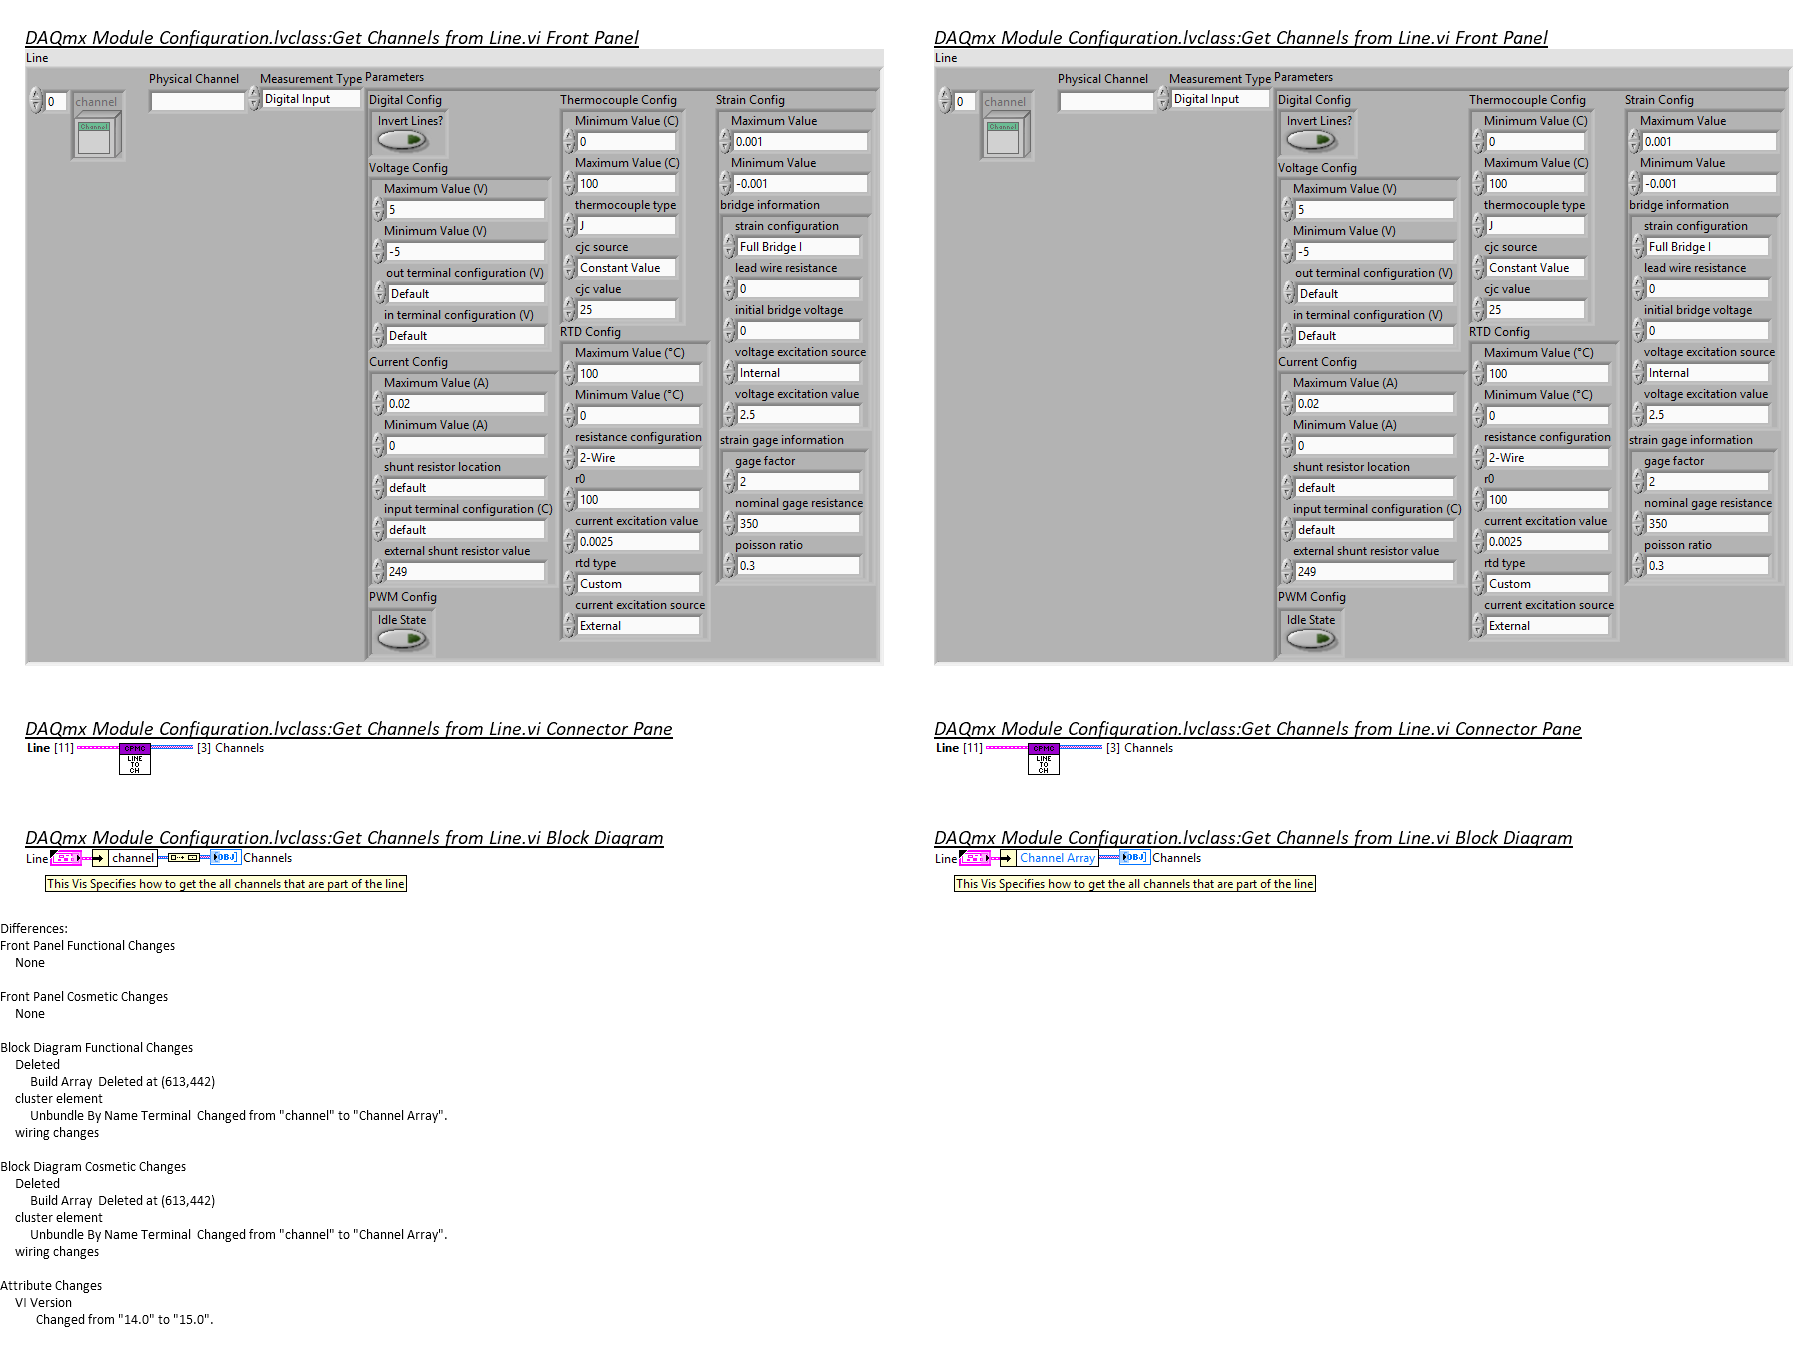 DAQmx Module Configuration.lvclass:Get Channels from Line.vi Front Panel
Line
0
channel
Channel
Physical Channel
Measurement Type
Digital Input
Parameters
Digital Config
Invert Lines?
Voltage Config
Maximum Value (V)
5
Minimum Value (V)
-5
out terminal configuration (V)
Default
in terminal configuration (V)
Default
Current Config
Maximum Value (A)
0.02
Minimum Value (A)
0
shunt resistor location
default
input terminal configuration (C)
default
external shunt resistor value
249
PWM Config
Idle State
Thermocouple Config
Minimum Value (C)
0
Maximum Value (C)
100
thermocouple type
J
cjc source
Constant Value
cjc value
25
RTD Config
Maximum Value (°C)
100
Minimum Value (°C)
0
resistance configuration
2-Wire
r0
100
current excitation value
0.0025
rtd type
Custom
current excitation source
External
Strain Config
Maximum Value
0.001
Minimum Value
-0.001
bridge information
strain configuration
Full Bridge I
lead wire resistance
0
initial bridge voltage
0
voltage excitation source
Internal
voltage excitation value
2.5
strain gage information
gage factor
2
nominal gage resistance
350
poisson ratio
0.3
DAQmx Module Configuration.lvclass:Get Channels from Line.vi Front Panel
Line
0
channel
Channel
Physical Channel
Measurement Type
Digital Input
Parameters
Digital Config
Invert Lines?
Voltage Config
Maximum Value (V)
5
Minimum Value (V)
-5
out terminal configuration (V)
Default
in terminal configuration (V)
Default
Current Config
Maximum Value (A)
0.02
Minimum Value (A)
0
shunt resistor location
default
input terminal configuration (C)
default
external shunt resistor value
249
PWM Config
Idle State
Thermocouple Config
Minimum Value (C)
0
Maximum Value (C)
100
thermocouple type
J
cjc source
Constant Value
cjc value
25
RTD Config
Maximum Value (°C)
100
Minimum Value (°C)
0
resistance configuration
2-Wire
r0
100
current excitation value
0.0025
rtd type
Custom
current excitation source
External
Strain Config
Maximum Value
0.001
Minimum Value
-0.001
bridge information
strain configuration
Full Bridge I
lead wire resistance
0
initial bridge voltage
0
voltage excitation source
Internal
voltage excitation value
2.5
strain gage information
gage factor
2
nominal gage resistance
350
poisson ratio
0.3
DAQmx Module Configuration.lvclass:Get Channels from Line.vi Connector Pane
Line [11] [3] Channels
CPMC
LINE
TO
CH
DAQmx Module Configuration.lvclass:Get Channels from Line.vi Connector Pane
Line [11] [3] Channels
CPMC
LINE
TO
CH
DAQmx Module Configuration.lvclass:Get Channels from Line.vi Block Diagram
Line channel OBJ Channels
This Vis Specifies how to get the all channels that are part of the line
DAQmx Module Configuration.lvclass:Get Channels from Line.vi Block Diagram
Line Channel Array OBJ Channels
This Vis Specifies how to get the all channels that are part of the line
Differences:
Front Panel Functional Changes
None
Front Panel Cosmetic Changes
None
Block Diagram Functional Changes
Deleted
Build Array  Deleted at (613,442)
cluster element
Unbundle By Name Terminal  Changed from "channel" to "Channel Array".
wiring changes
Block Diagram Cosmetic Changes
Deleted
Build Array  Deleted at (613,442)
cluster element
Unbundle By Name Terminal  Changed from "channel" to "Channel Array".
wiring changes
Attribute Changes
VI Version
Changed from "14.0" to "15.0".